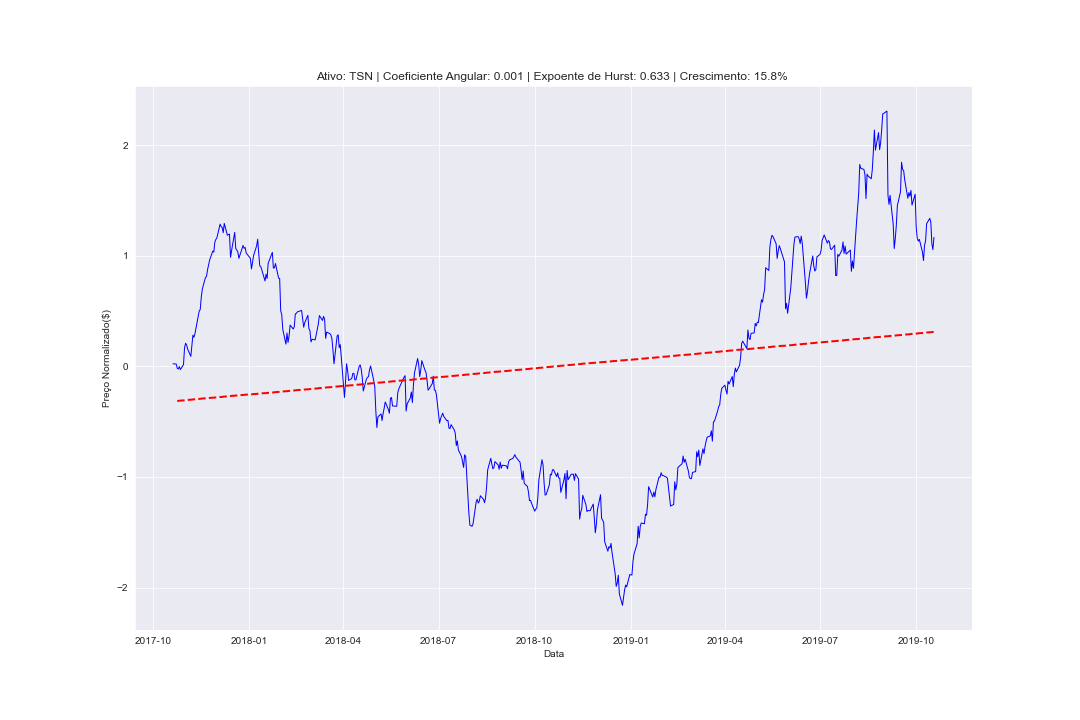 Ativo: TSN | Coeficiente Angular: 0.001 | Expoente de Hurst: 0.633 | Crescimento: 15.8%
Preço Normalizado($)
2
1
0
−1
−2
2017-10 2018-01 2018-04 2018-07 2018-10 2019-01 2019-04 2019-07 2019-10
Data